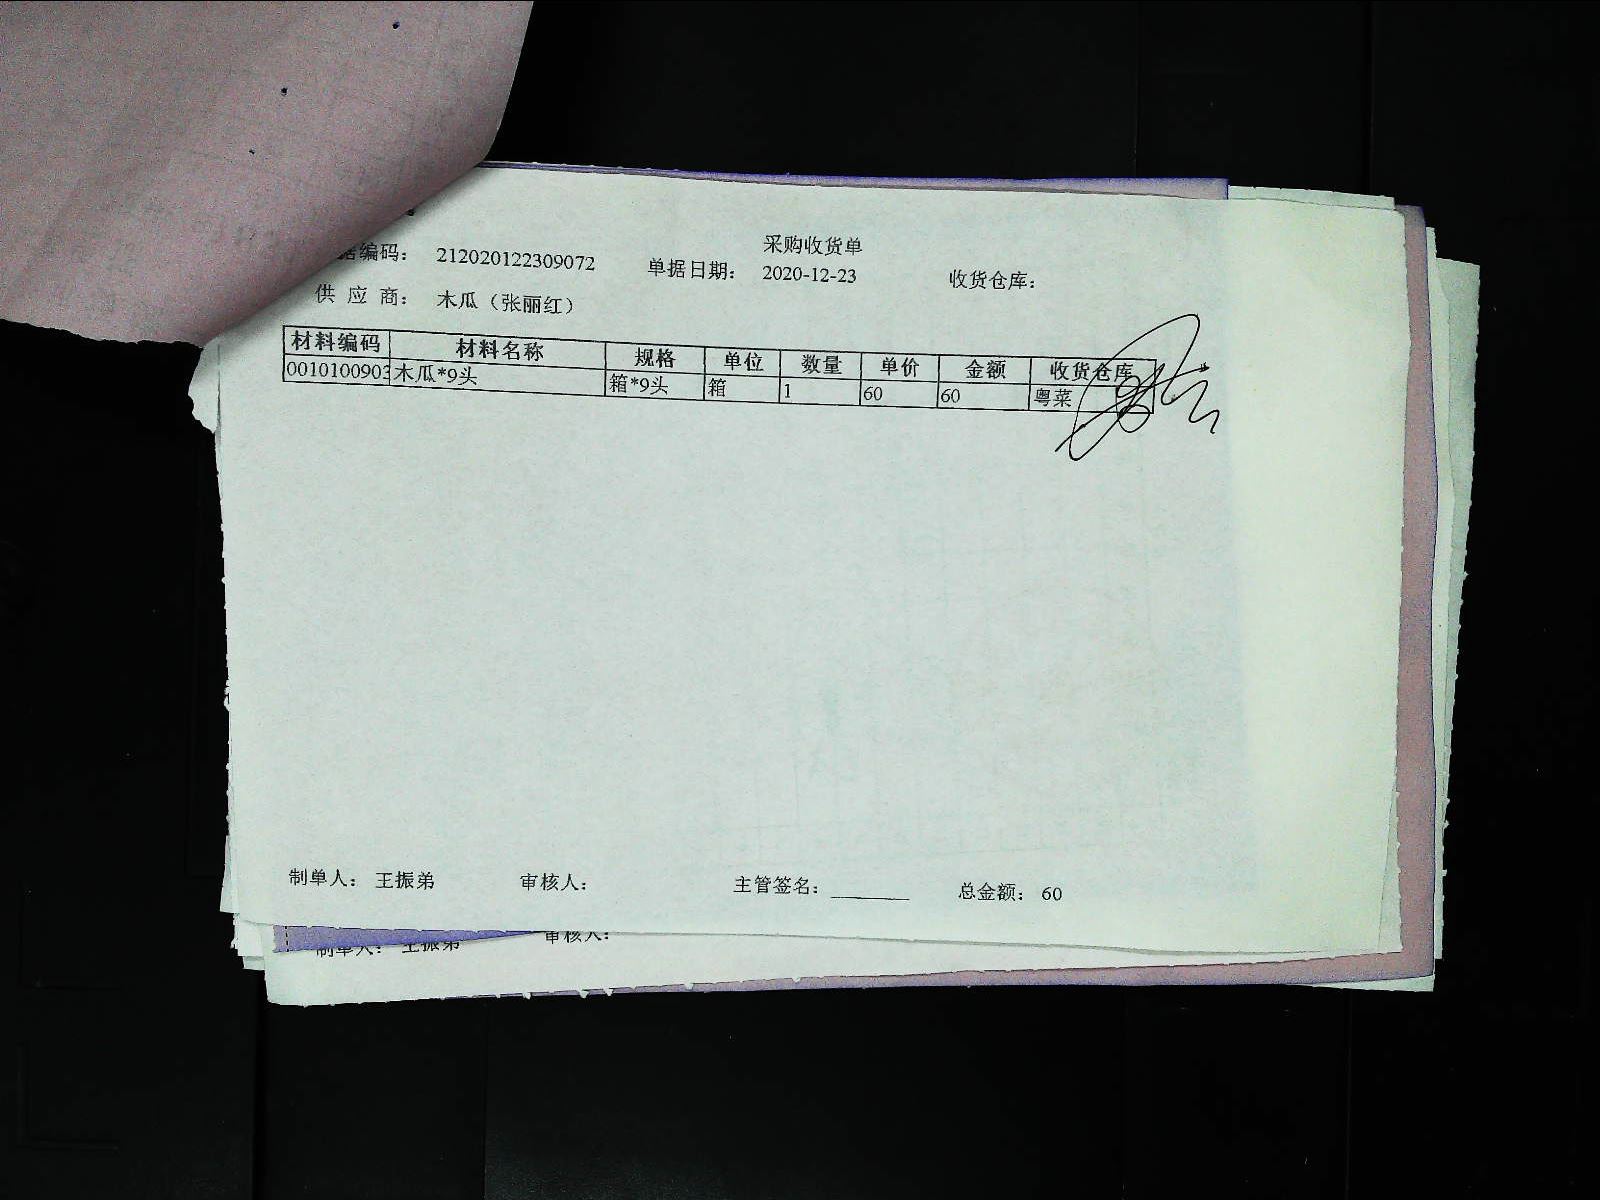 采购收货单
据编码： 212020122309072 单据日期： 2020-12-23 收货仓库：
供 应 商： 木瓜（张丽红）
材料编码 材料名称 规格 单位 数量 单价 金额 收货仓库
0010100903 木瓜*9头 箱*9头 箱 1 60 60 粤菜
制单人： 王振弟 审核人： 主管签名：______ 总金额： 60
制单人： 王振弟 审核人：